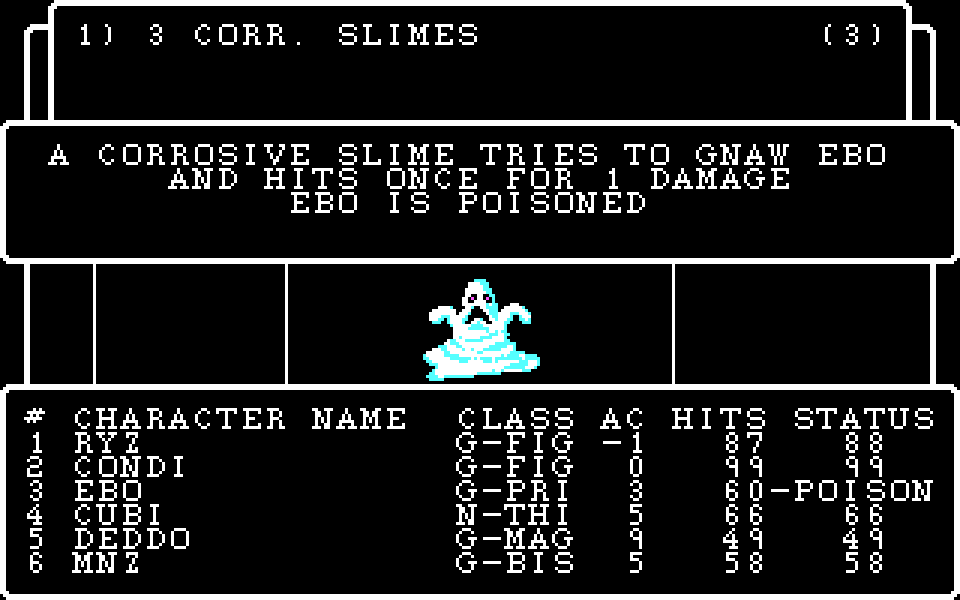 1) 3 CORR. SLIMES (3)
A CORROSIVE SLIME TRIES TO GNAW EBO
AND HITS ONCE FOR 1 DAMAGE
EBO IS POISONED
# CHARACTER NAME CLASS AC HITS STATUS
1 RYZ G-FIG -1 87 88
2 CONDI G-FIG 0 99 99
3 EBO G-PRI 3 60-POISON
4 CUBI N-THI 5 66 66
5 DEDDO G-MAG 9 49 49
6 MNZ G-BIS 5 58 58